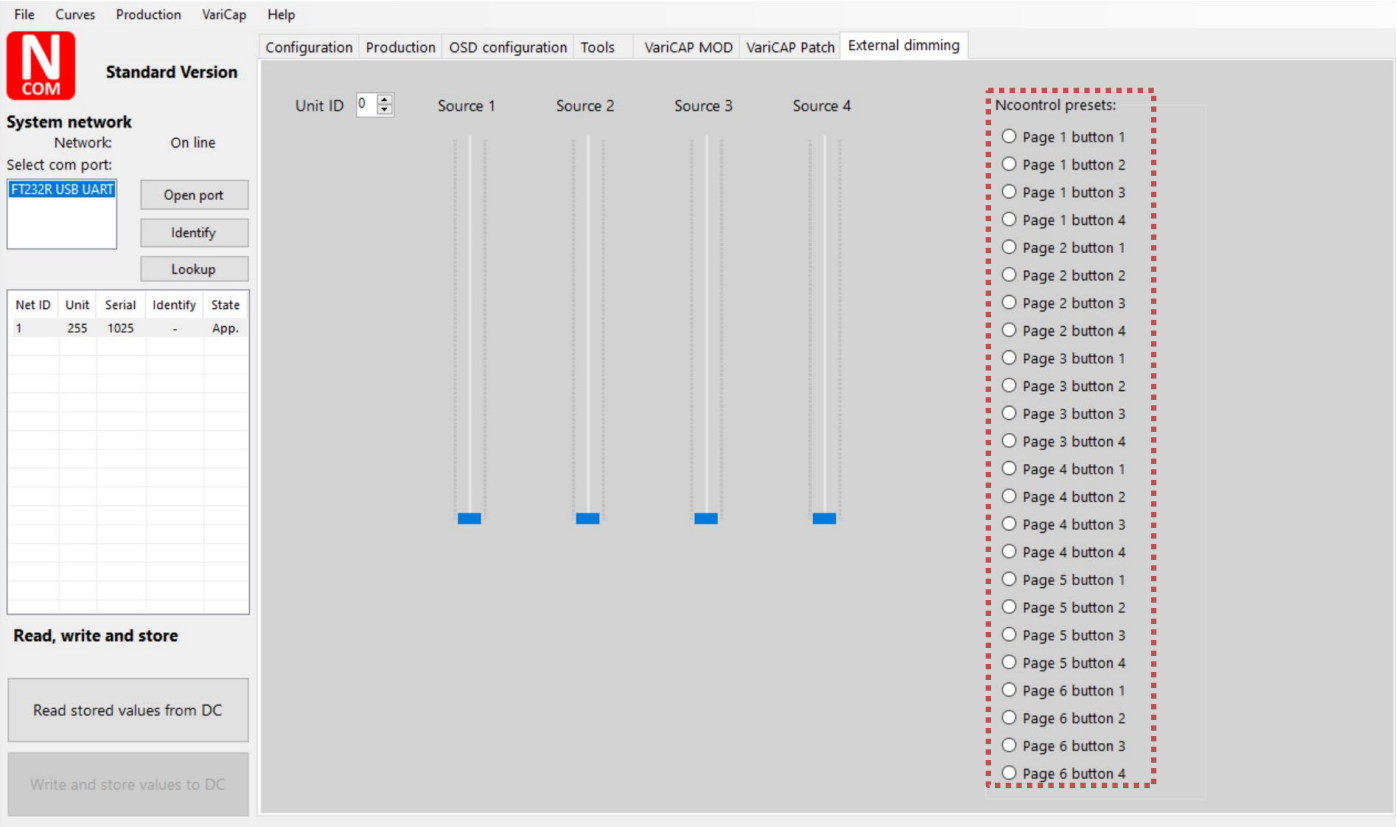 File Curves Production VariCap Help
N
COM
Standard Version
System network
Network: On line
Select com port:
FT232R USB UART
Open port
Identify
Lookup
Net ID Unit Serial Identify State
1 255 1025 - App.
Read, write and store
Read stored values from DC
Write and store values to DC
Configuration Production OSD configuration Tools VariCAP MOD VariCAP Patch External dimming
Unit ID 0 Source 1 Source 2 Source 3 Source 4
Ncoontrol presets:
Page 1 button 1
Page 1 button 2
Page 1 button 3
Page 1 button 4
Page 2 button 1
Page 2 button 2
Page 2 button 3
Page 2 button 4
Page 3 button 1
Page 3 button 2
Page 3 button 3
Page 3 button 4
Page 4 button 1
Page 4 button 2
Page 4 button 3
Page 4 button 4
Page 5 button 1
Page 5 button 2
Page 5 button 3
Page 5 button 4
Page 6 button 1
Page 6 button 2
Page 6 button 3
Page 6 button 4